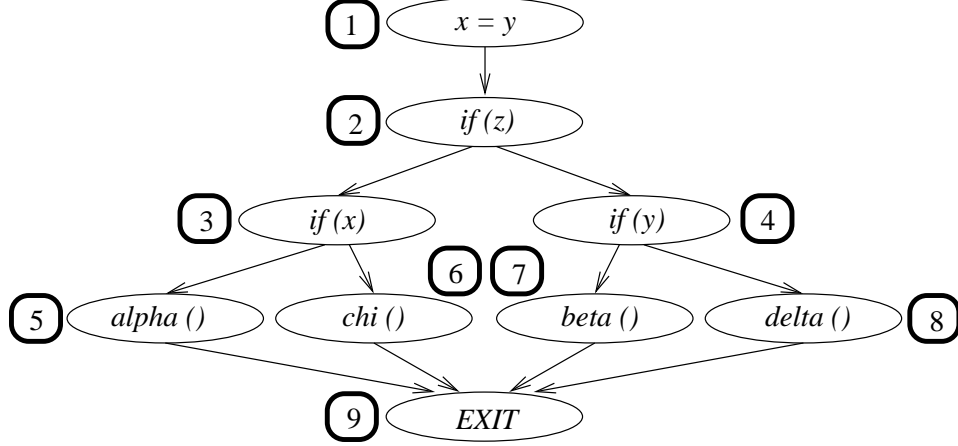 1 x = y
2 if (z)
3 if (x) if (y) 4
6 7
5 alpha () chi () beta () delta () 8
9 EXIT